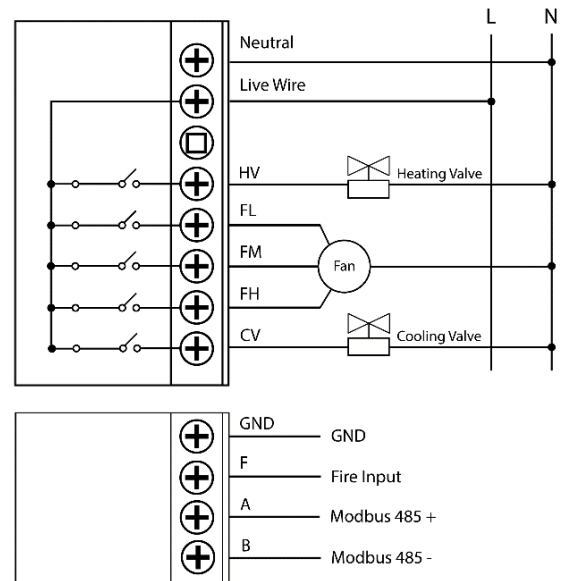 L N
Neutral
Live Wire
HV Heating Valve
FL
FM Fan
FH
CV Cooling Valve
GND GND
F Fire Input
A Modbus 485 +
B Modbus 485 -